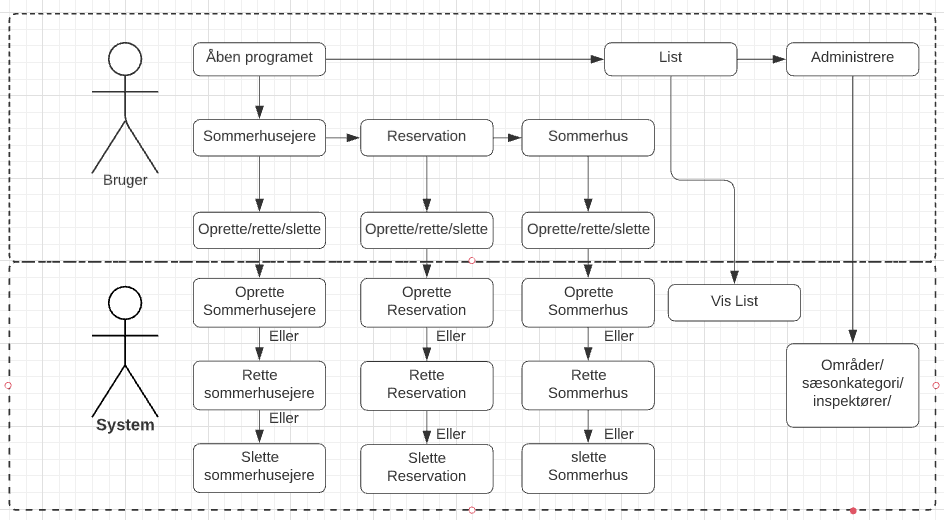 Åben programet
List
Administrere
Sommerhusejere
Reservation
Sommerhus
Bruger
Oprette/rette/slette
Oprette/rette/slette
Oprette/rette/slette
Oprette
Sommerhusejere
Oprette
Reservation
Oprette
Sommerhus
Vis List
Eller
Eller
Eller
Rette
sommerhusejere
Rette
Reservation
Rette
Sommerhus
Områder/
sæsonkategori/
inspektører/
System
Eller
Eller
Eller
Slette
sommerhusejere
Slette
Reservation
slette
Sommerhus